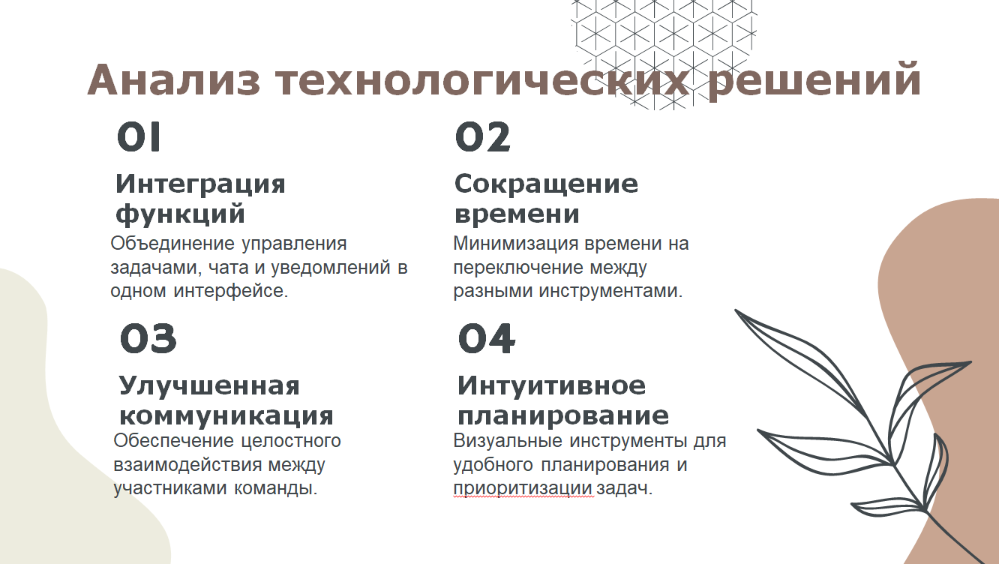 Анализ технологических решений
01
Интеграция
функций
Объединение управления
задачами, чата и уведомлений в
одном интерфейсе.
02
Сокращение
времени
Минимизация времени на
переключение между
разными инструментами.
03
Улучшенная
коммуникация
Обеспечение целостного
взаимодействия между
участниками команды.
04
Интуитивное
планирование
Визуальные инструменты для
удобного планирования и
приоритизации задач.